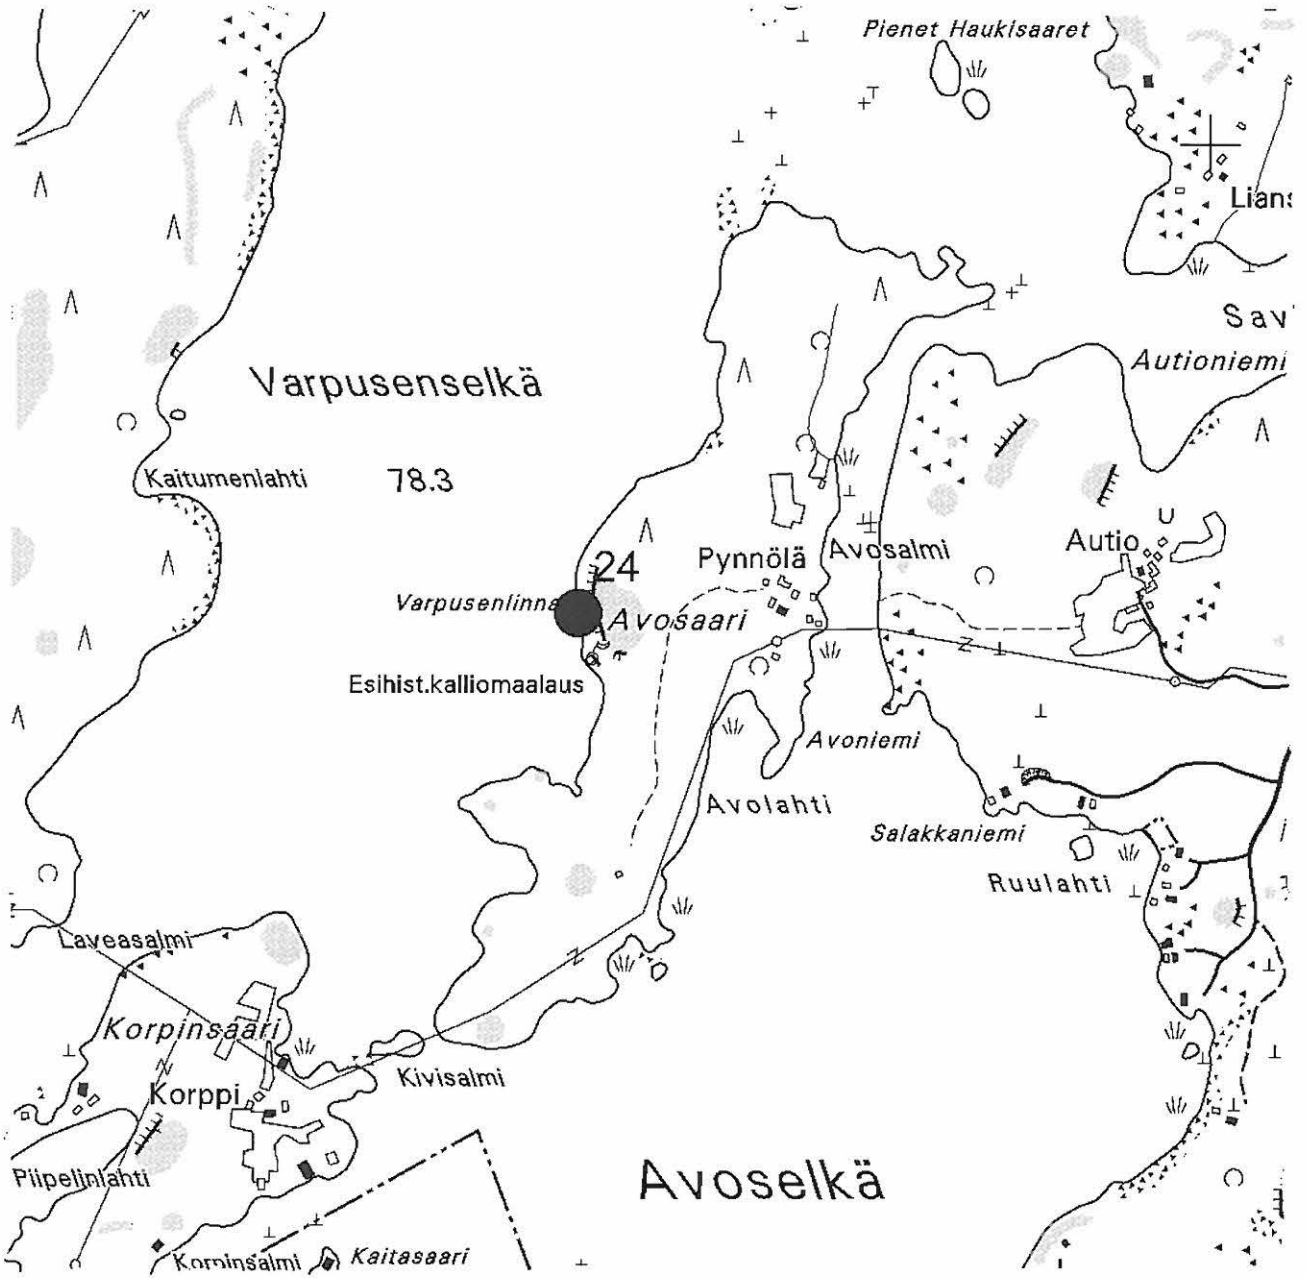 Pienet Haukisaaret
Lians
Sav
Autioniemi
Varpusenselkä
Kaitumenlahti
78.3
Pynnölä
Avosalmi
Autio
24
Varpusenlinna
Avosaari
Esihist.kalliomaalaus
Avoniemi
Avolahti
Salakkaniemi
Ruulahti
Laveasalmi
Korpinsaari
Kivisalmi
Korppi
Piipelinlahti
Avoselkä
Korpinsalmi
Kaitasaari